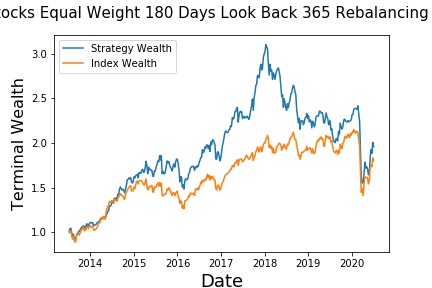 tocks Equal Weight 180 Days Look Back 365 Rebalancing
Strategy Wealth
Index Wealth
Terminal Wealth
3.0
2.5
2.0
1.5
1.0
2014 2015 2016 2017 2018 2019 2020
Date